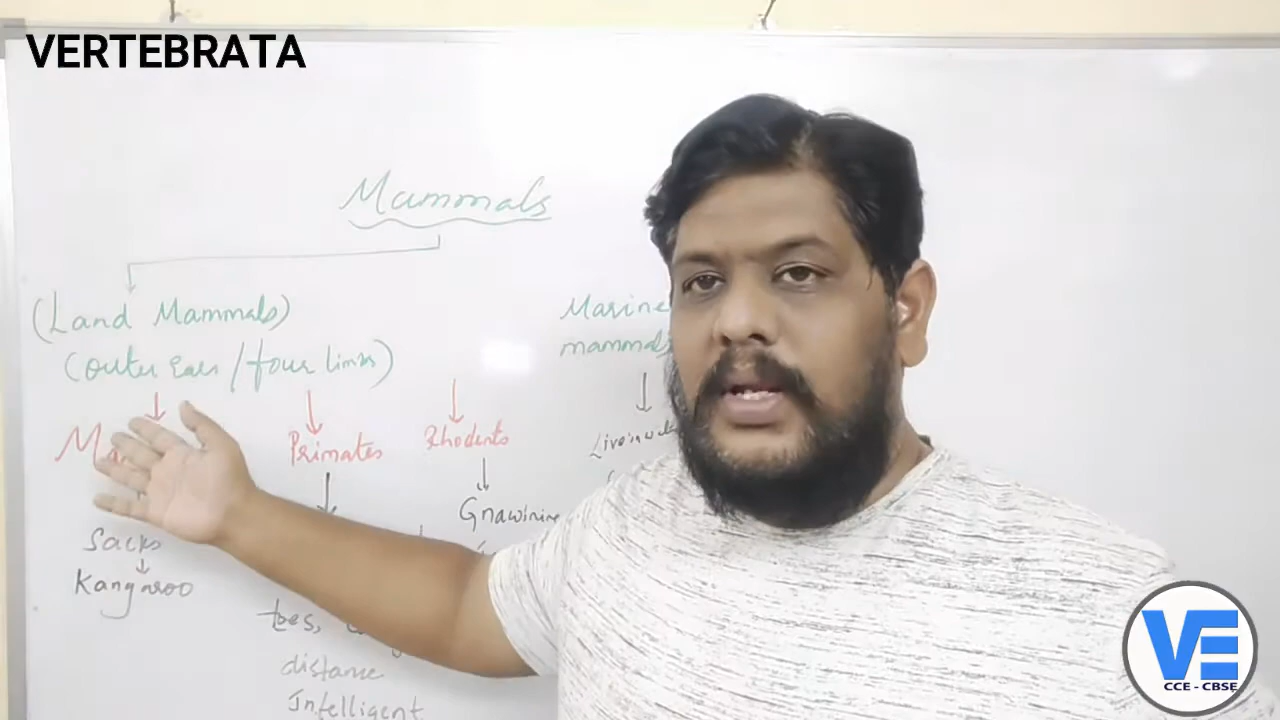 VERTEBRATA
Mammals
(Land Mammals)
(outer Ears / four limbs)
Marine
mammals
Primates
Rhodents
Gnawining
Sacks
Kangaroo
toes,
distance
Intelligent
VE
CCE - CBSE